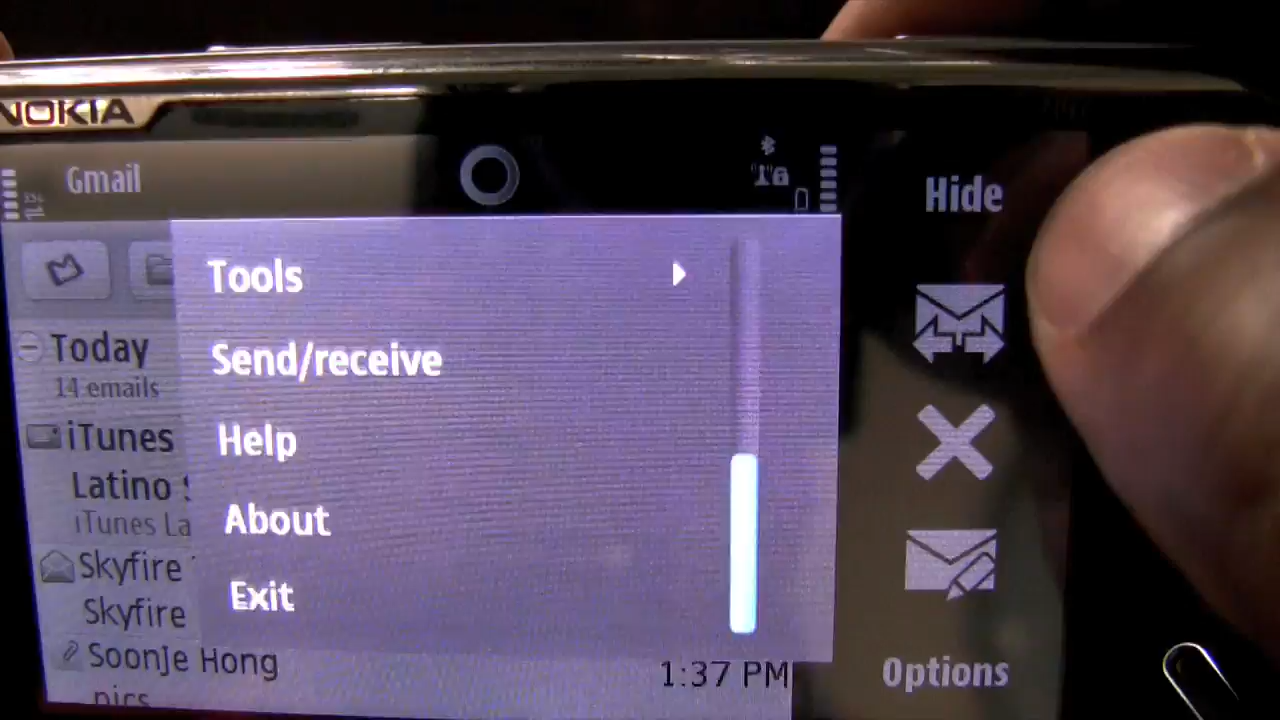 NOKIA
Gmail
Hide
Tools
Send/receive
Help
About
Exit
Today
14 emails
iTunes
Latino
iTunes La
Skyfire
Skyfire
SoonJe Hong
pics
1:37 PM
Options